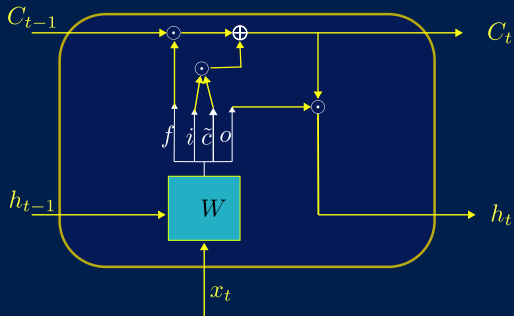 C_{t-1} C_t
f i c̃ o
h_{t-1} W h_t
x_t